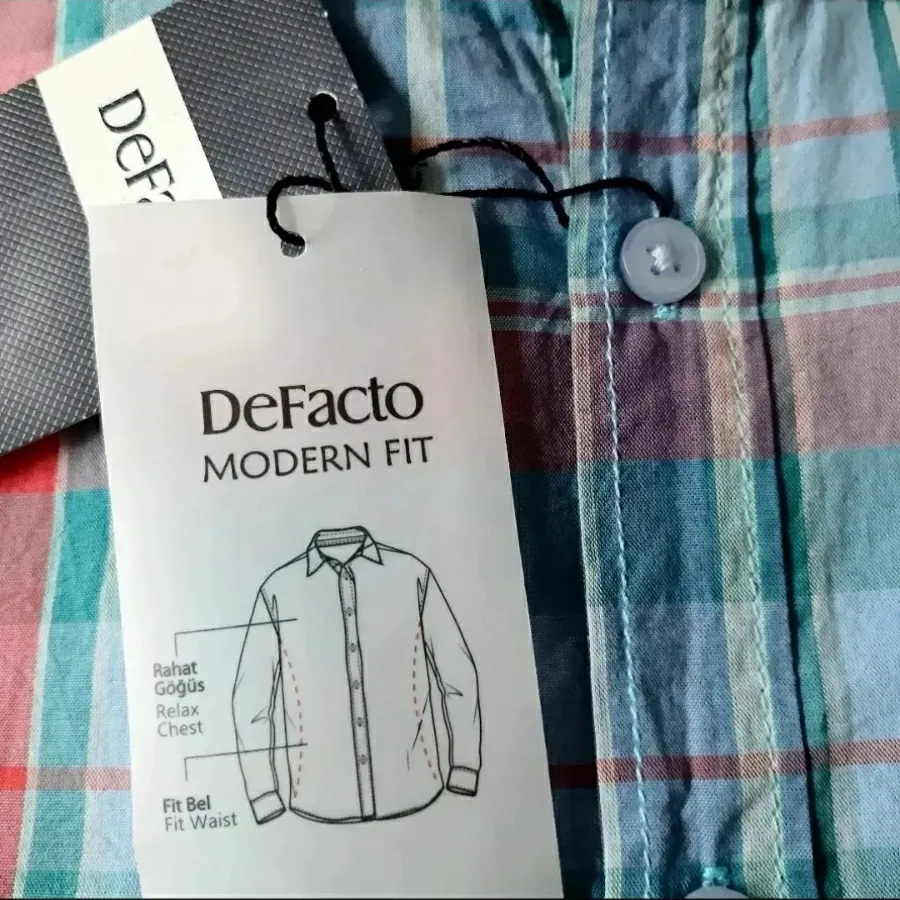 DeFa
DeFacto
MODERN FIT
Rahat
Göğüs
Relax
Chest
Fit Bel
Fit Waist